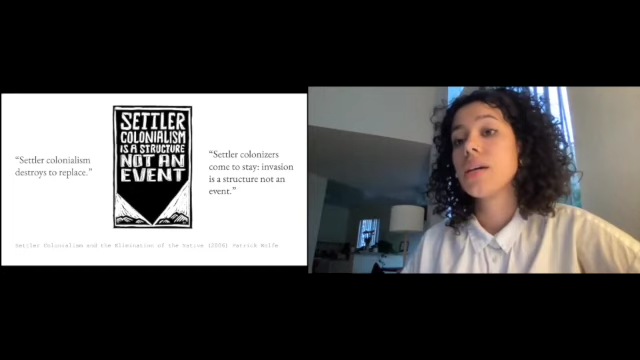 “Settler colonialism
destroys to replace.”
SETTLER
COLONIALISM
IS A STRUCTURE
NOT AN
EVENT
“Settler colonizers
come to stay: invasion
is a structure not an
event.”
Settler Colonialism and the Elimination of the Native (2006) Patrick Wolfe